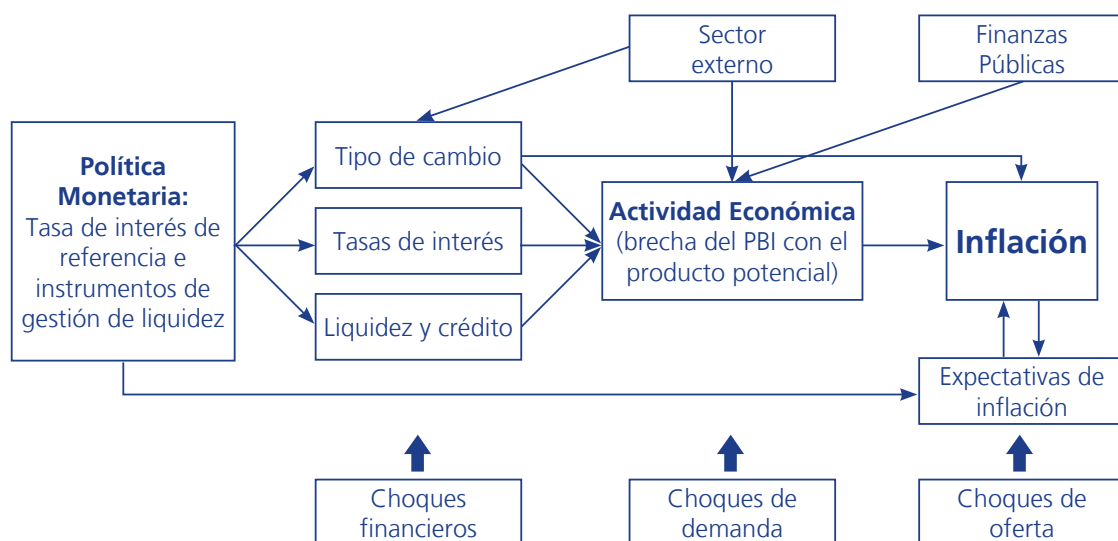 Sector
externo
Finanzas
Públicas
Política
Monetaria:
Tasa de interés de
referencia e
instrumentos de
gestión de liquidez
Tipo de cambio
Tasas de interés
Liquidez y crédito
Actividad Económica
(brecha del PBI con el
producto potencial)
Inflación
Expectativas de
inflación
Choques
financieros
Choques de
demanda
Choques de
oferta